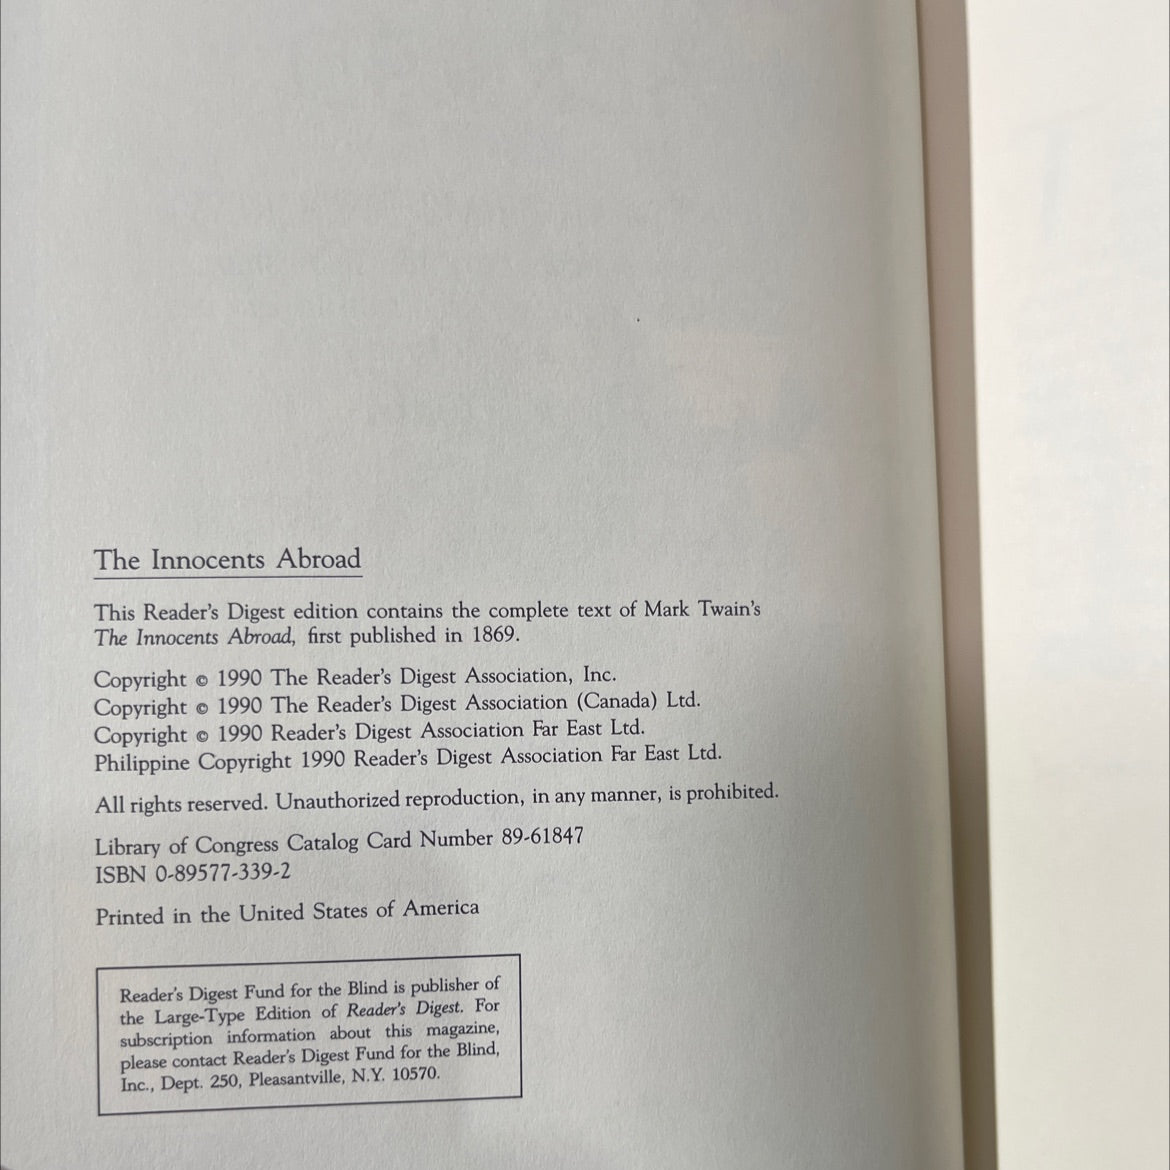 The Innocents Abroad
This Reader's Digest edition contains the complete text of Mark Twain's
The Innocents Abroad, first published in 1869.
Copyright © 1990 The Reader's Digest Association, Inc.
Copyright © 1990 The Reader's Digest Association (Canada) Ltd.
Copyright © 1990 Reader's Digest Association Far East Ltd.
Philippine Copyright 1990 Reader's Digest Association Far East Ltd.
All rights reserved. Unauthorized reproduction, in any manner, is prohibited.
Library of Congress Catalog Card Number 89-61847
ISBN 0-89577-339-2
Printed in the United States of America
Reader's Digest Fund for the Blind is publisher of
the Large-Type Edition of Reader's Digest. For
subscription information about this magazine,
please contact Reader's Digest Fund for the Blind,
Inc., Dept. 250, Pleasantville, N.Y. 10570.